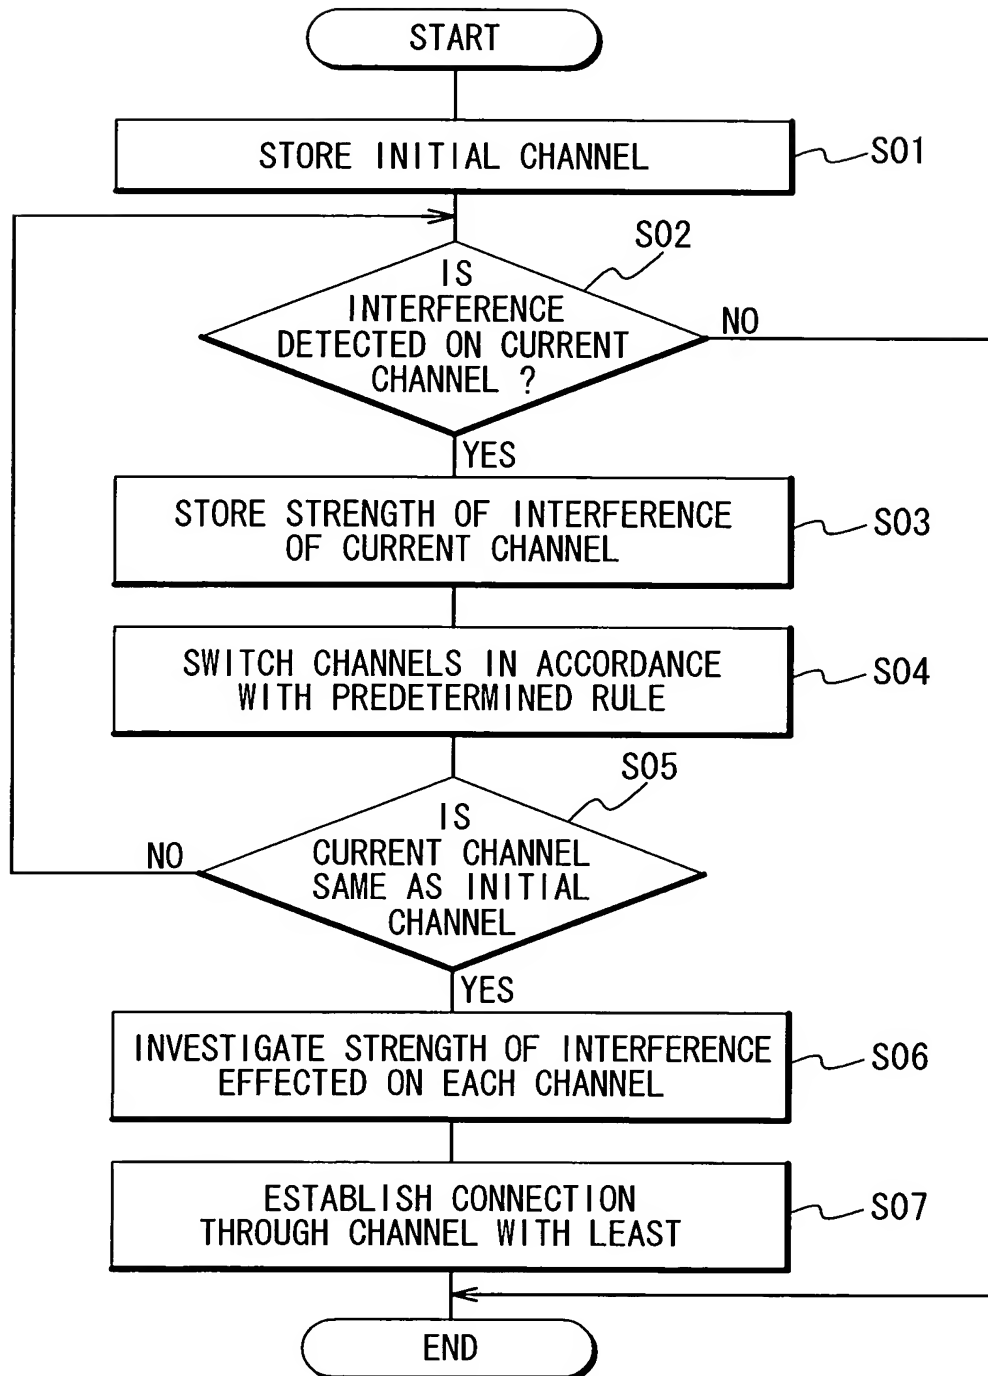 START
STORE INITIAL CHANNEL
S01
S02
IS
INTERFERENCE
DETECTED ON CURRENT
CHANNEL ?
NO
YES
STORE STRENGTH OF INTERFERENCE
OF CURRENT CHANNEL
S03
SWITCH CHANNELS IN ACCORDANCE
WITH PREDETERMINED RULE
S04
S05
IS
CURRENT CHANNEL
SAME AS INITIAL
CHANNEL
NO
YES
INVESTIGATE STRENGTH OF INTERFERENCE
EFFECTED ON EACH CHANNEL
S06
ESTABLISH CONNECTION
THROUGH CHANNEL WITH LEAST
S07
END